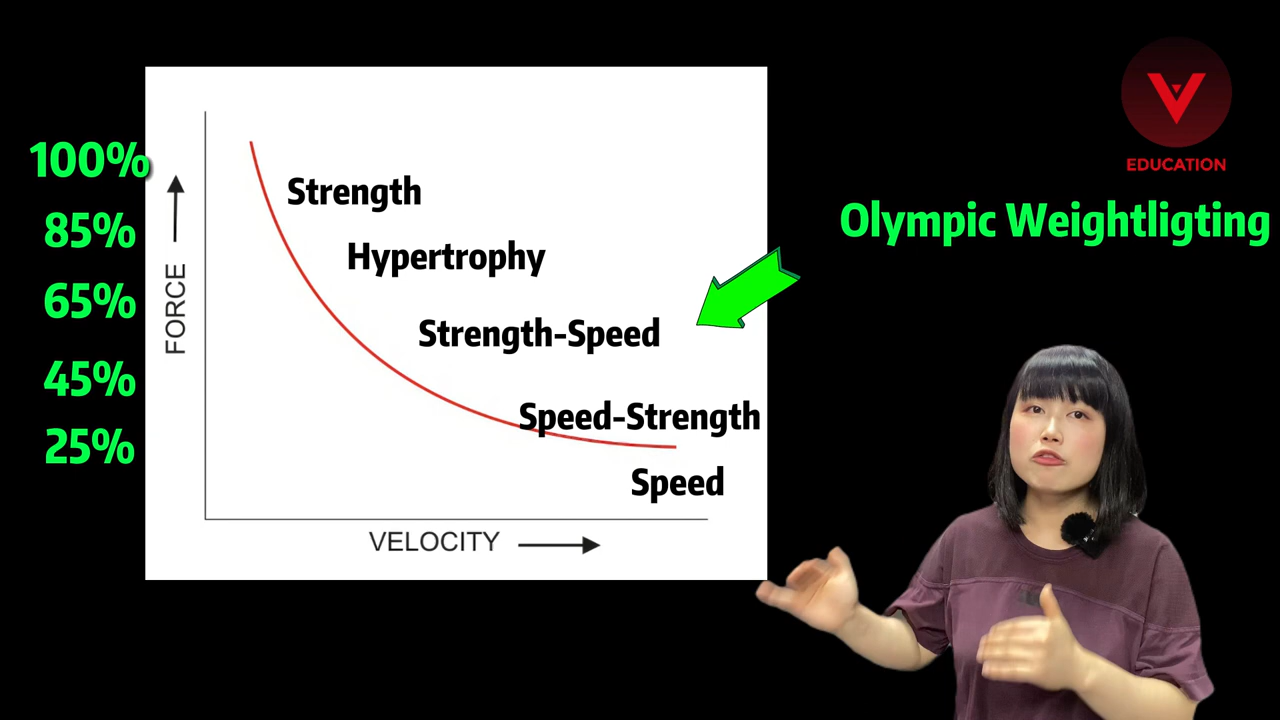 V
EDUCATION
Olympic Weightligting
100%
85%
65%
45%
25%
FORCE
Strength
Hypertrophy
Strength-Speed
Speed-Strength
Speed
VELOCITY